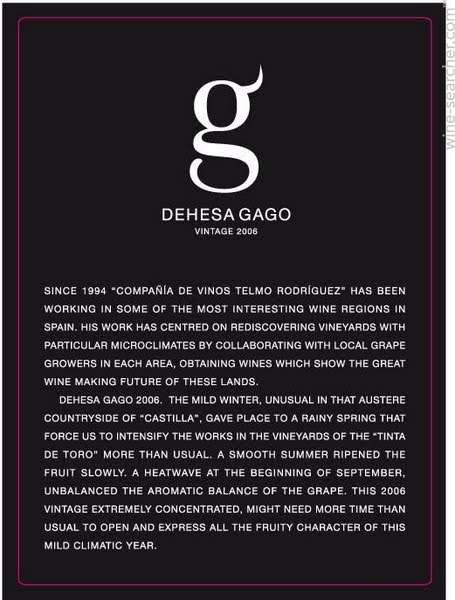 g
DEHESA GAGO
VINTAGE 2006
SINCE 1994 “COMPAÑÍA DE VINOS TELMO RODRÍGUEZ” HAS BEEN
WORKING IN SOME OF THE MOST INTERESTING WINE REGIONS IN
SPAIN. HIS WORK HAS CENTRED ON REDISCOVERING VINEYARDS WITH
PARTICULAR MICROCLIMATES BY COLLABORATING WITH LOCAL GRAPE
GROWERS IN EACH AREA, OBTAINING WINES WHICH SHOW THE GREAT
WINE MAKING FUTURE OF THESE LANDS.
DEHESA GAGO 2006. THE MILD WINTER, UNUSUAL IN THAT AUSTERE
COUNTRYSIDE OF “CASTILLA”, GAVE PLACE TO A RAINY SPRING THAT
FORCE US TO INTENSIFY THE WORKS IN THE VINEYARDS OF THE “TINTA
DE TORO” MORE THAN USUAL. A SMOOTH SUMMER RIPENED THE
FRUIT SLOWLY. A HEATWAVE AT THE BEGINNING OF SEPTEMBER,
UNBALANCED THE AROMATIC BALANCE OF THE GRAPE. THIS 2006
VINTAGE EXTREMELY CONCENTRATED, MIGHT NEED MORE TIME THAN
USUAL TO OPEN AND EXPRESS ALL THE FRUITY CHARACTER OF THIS
MILD CLIMATIC YEAR.
wine-searcher.com